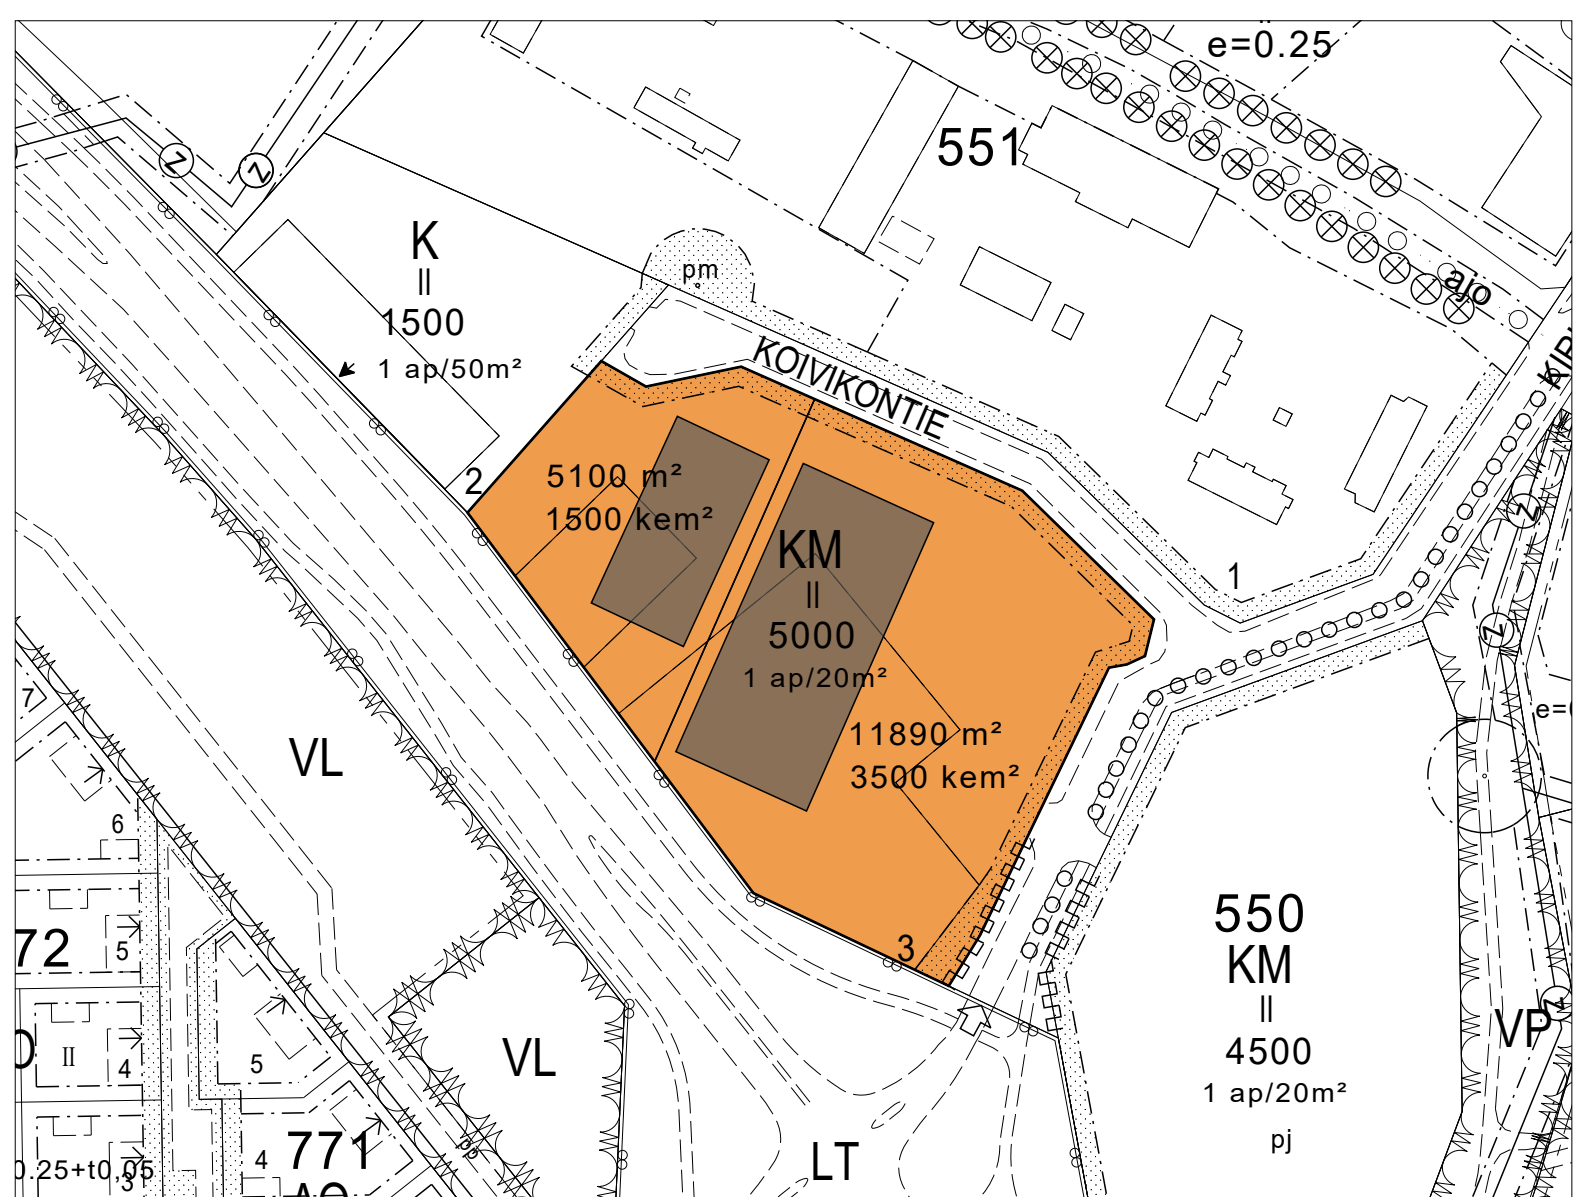 e=0.25
551
K
II
1500
1 ap/50m²
pm
ajo
KOIVIKONTIE
2
5100 m²
1500 kem²
KM
II
5000
1 ap/20m²
11890 m²
3500 kem²
1
3
Z
Z
Z
Z
Z
7
VL
6
72
5
II
4
5
VL
771
4
0.25+t0,05
3
pp
LT
550
KM
II
4500
1 ap/20m²
pj
VP